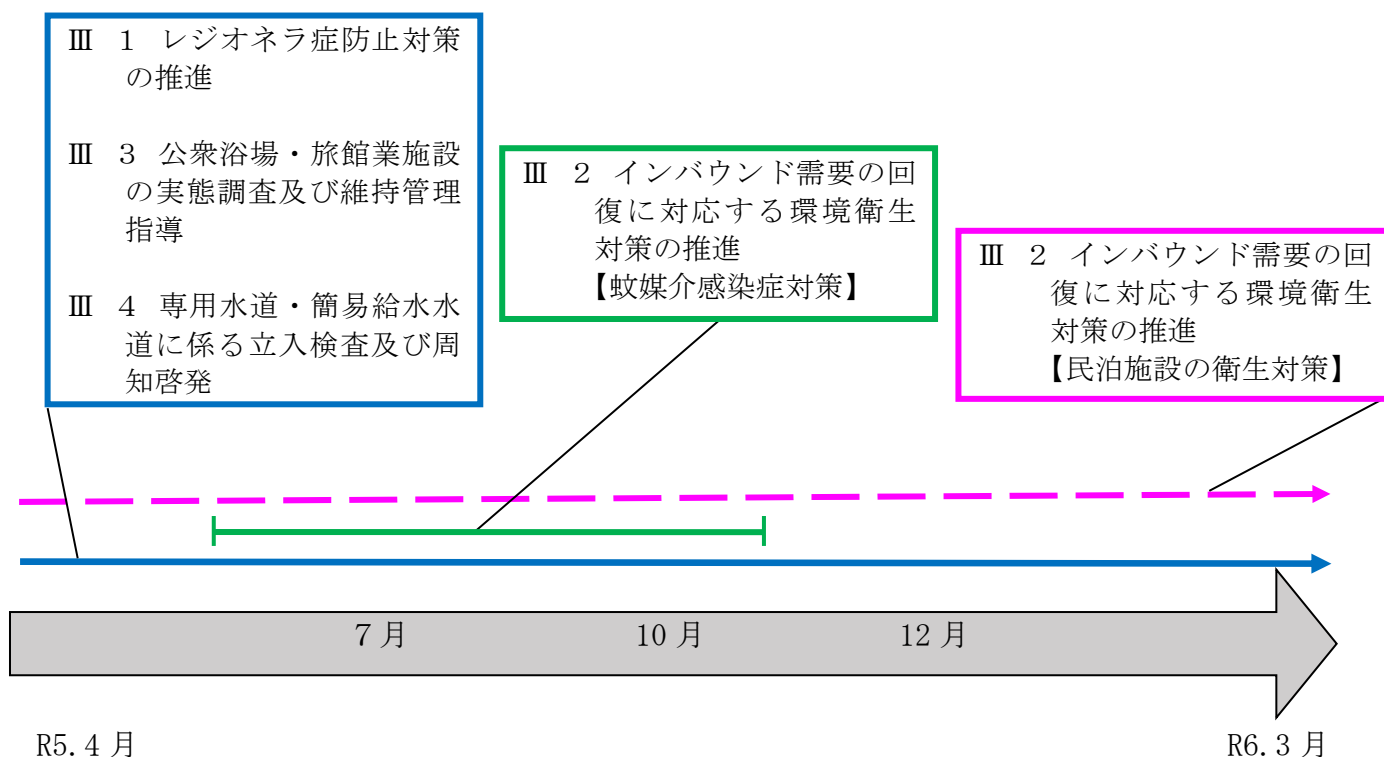 Ⅲ １ レジオネラ症防止対策
の推進
Ⅲ ３ 公衆浴場・旅館業施設
の実態調査及び維持管理
指導
Ⅲ ４ 専用水道・簡易給水水
道に係る立入検査及び周
知啓発
Ⅲ ２ インバウンド需要の回
復に対応する環境衛生
対策の推進
【蚊媒介感染症対策】
Ⅲ ２ インバウンド需要の回
復に対応する環境衛生
対策の推進
【民泊施設の衛生対策】
７月
10月
12月
R5.４月
R6.3月